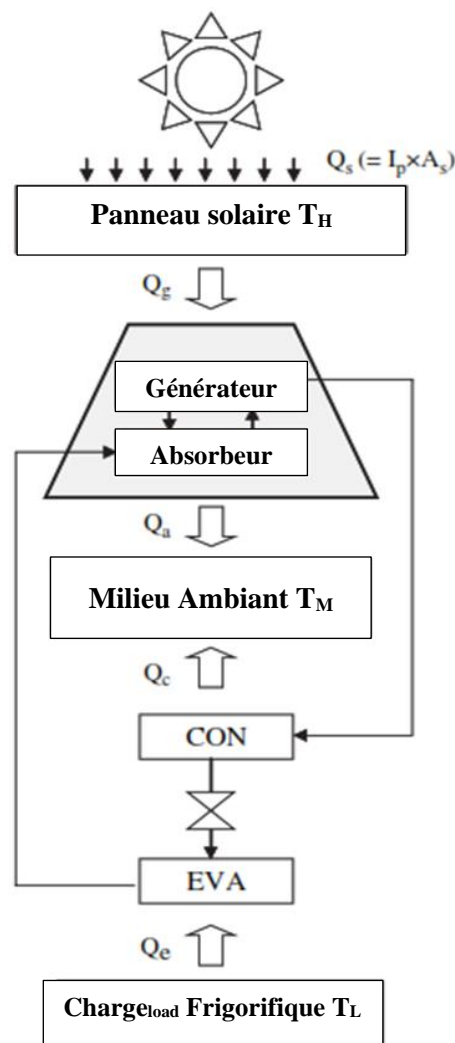 Qs (= Ip×As)
Panneau solaire TH
Qg
Générateur
Absorbeur
Qa
Milieu Ambiant TM
Qc
CON
EVA
Qe
Chargeload Frigorifique TL